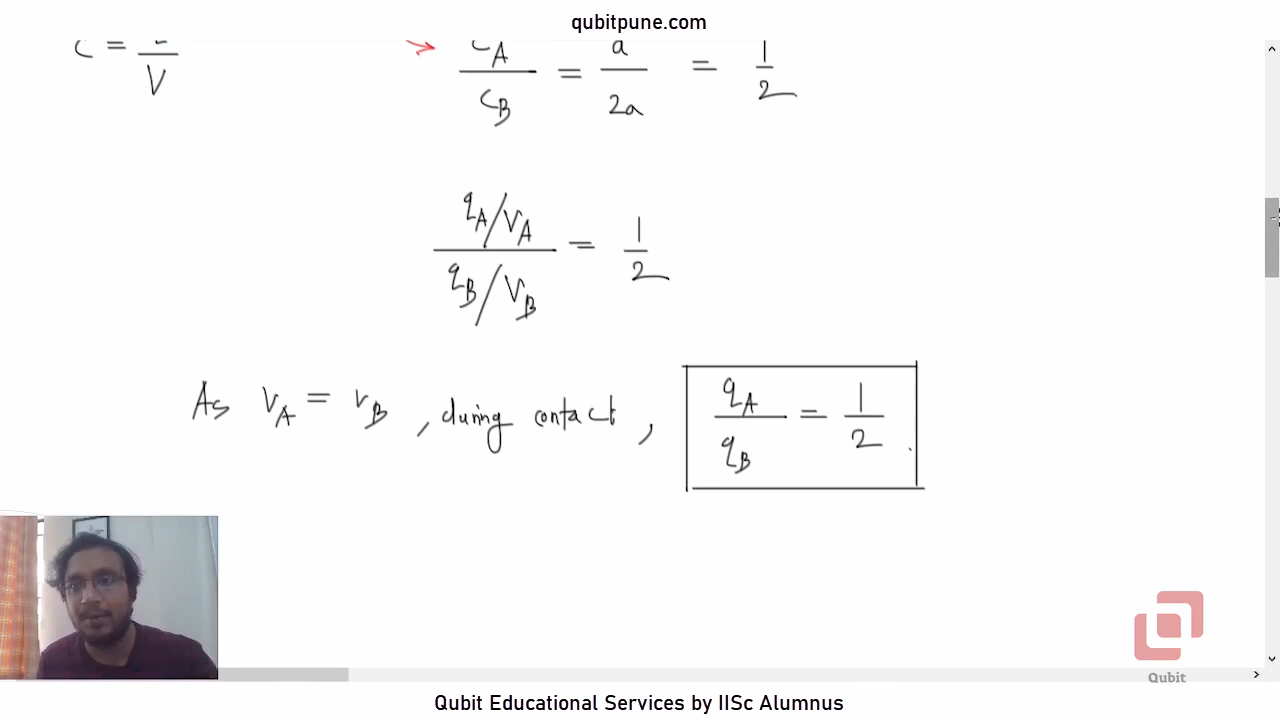 qubitpune.com
C = /V
C_A/C_B = a/2a = 1/2
(q_A/V_A)/(q_B/V_B) = 1/2
As V_A = V_B, during contact, q_A/q_B = 1/2
Qubit
Qubit Educational Services by IISc Alumnus